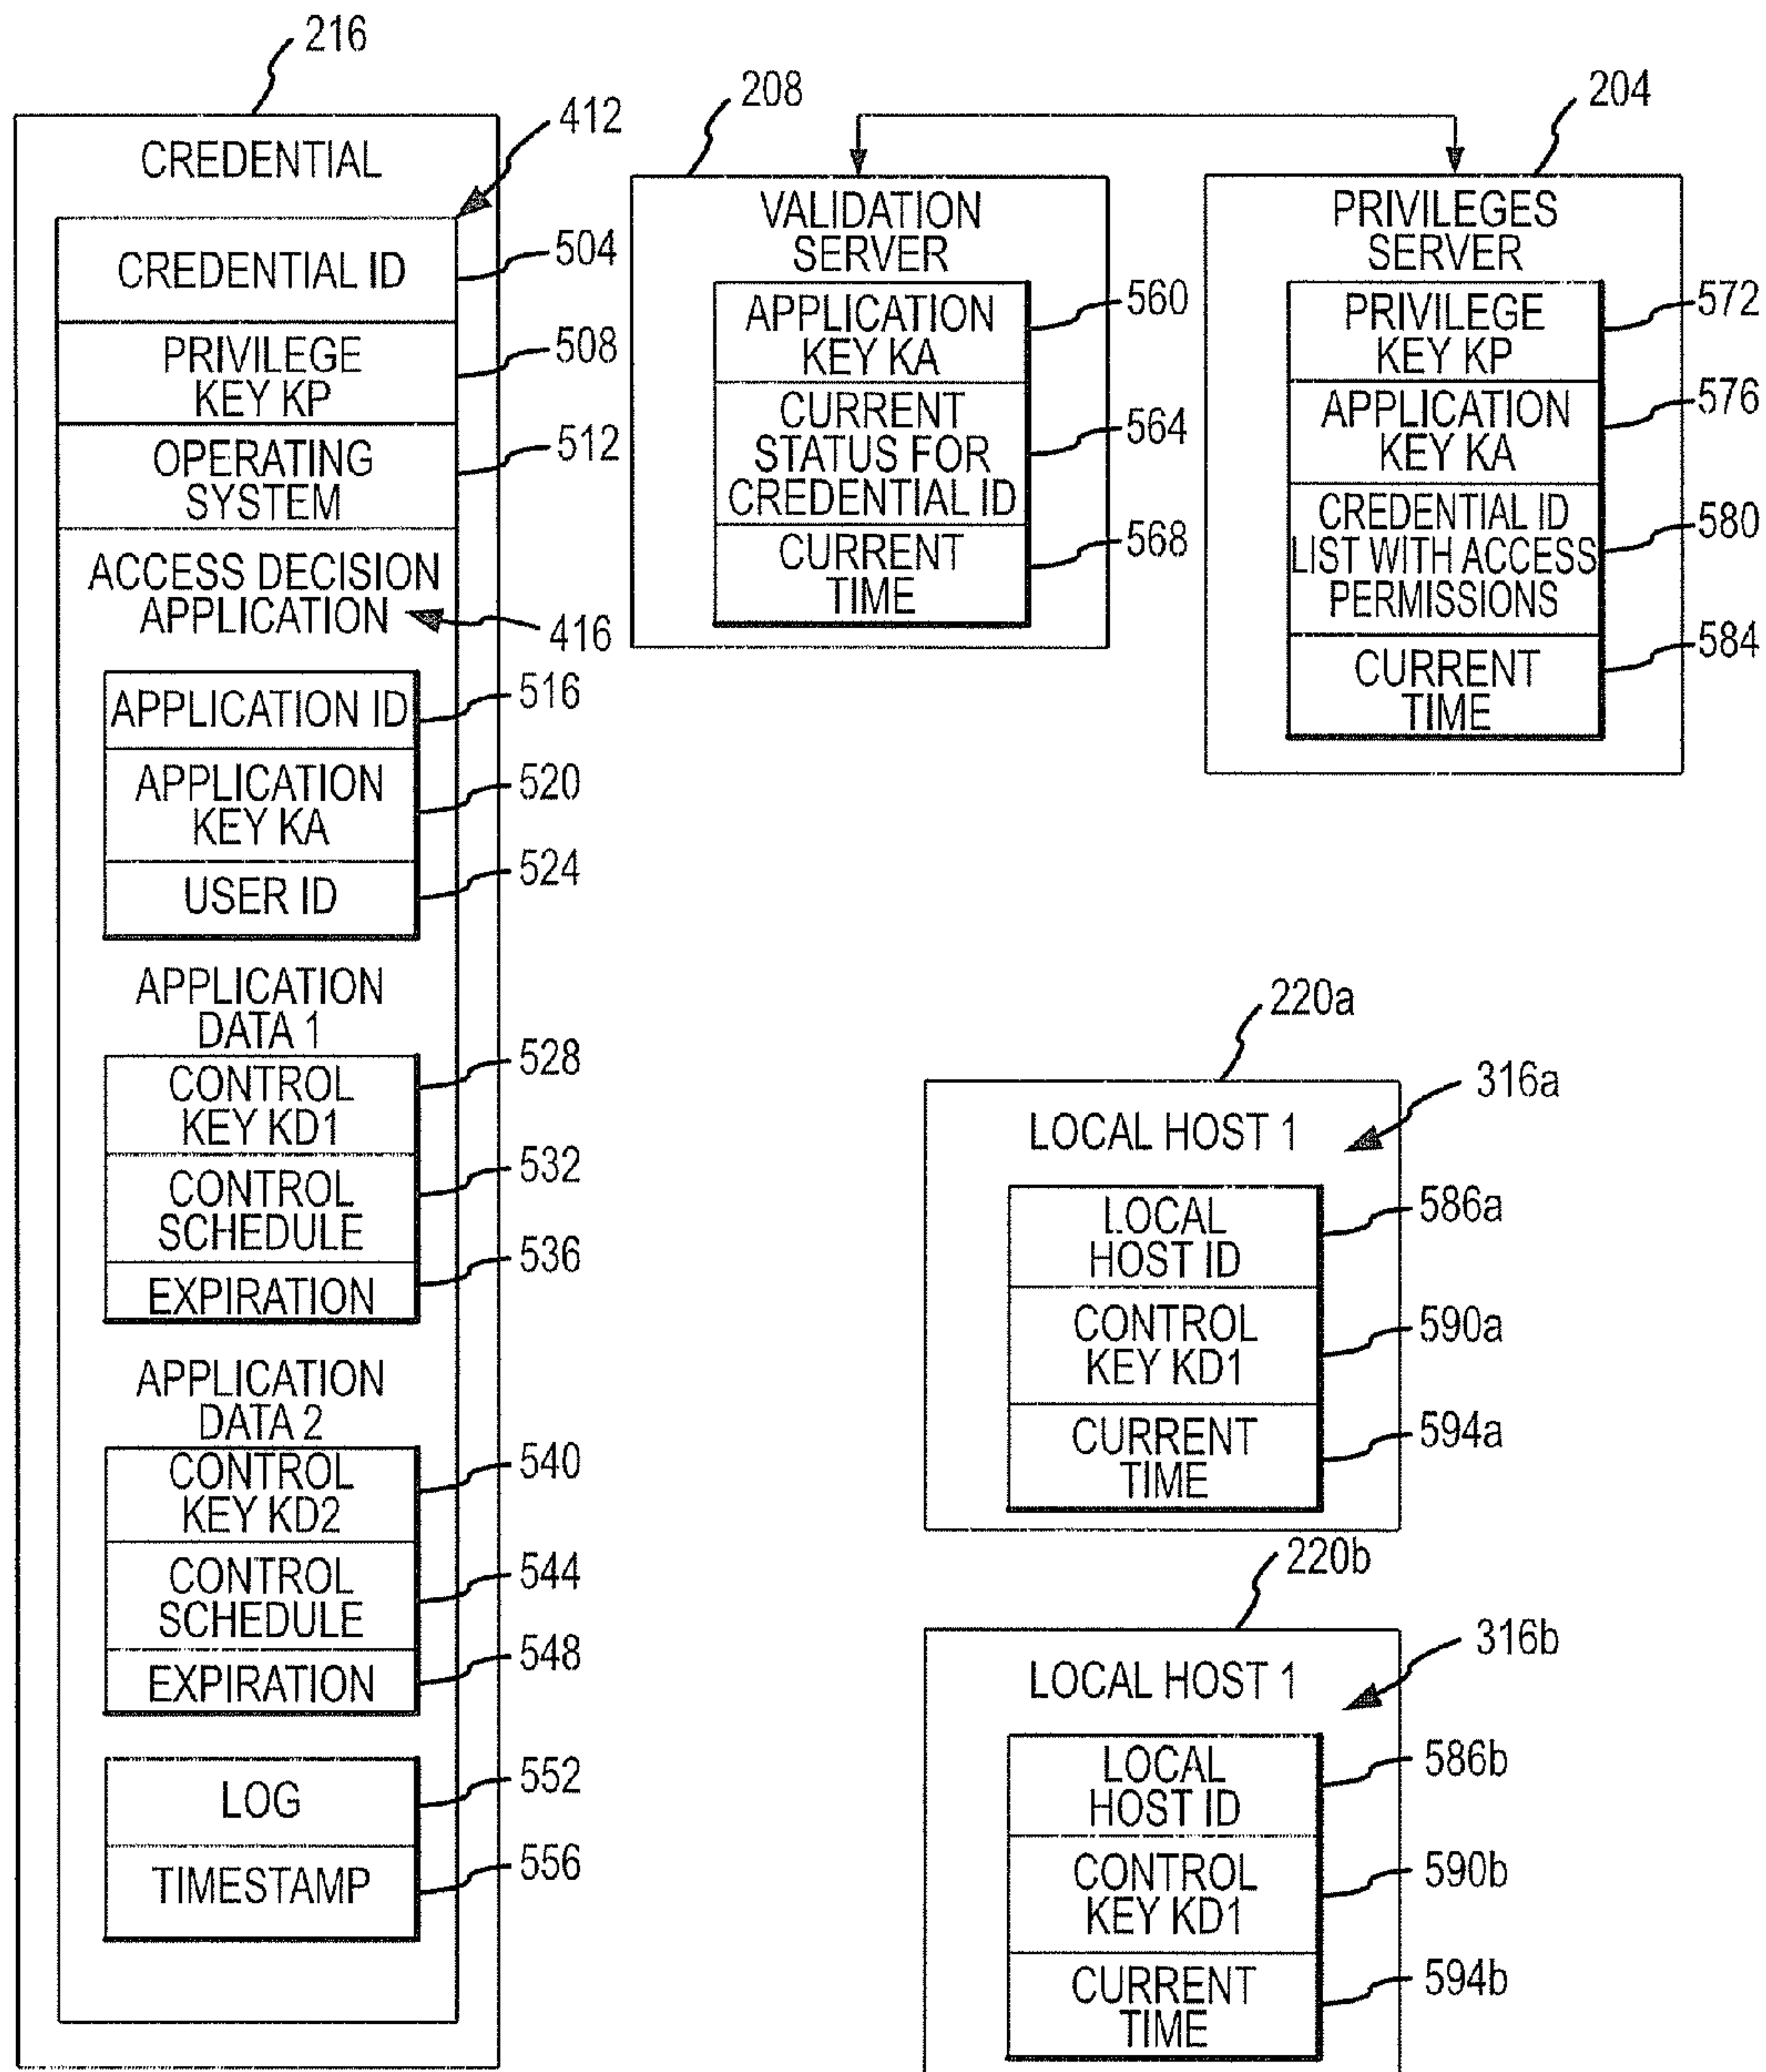 216
CREDENTIAL
412
CREDENTIAL ID
504
PRIVILEGE
KEY KP
508
OPERATING
SYSTEM
512
ACCESS DECISION
APPLICATION
416
APPLICATION ID
516
APPLICATION
KEY KA
520
USER ID
524
APPLICATION
DATA 1
CONTROL
KEY KD1
528
CONTROL
SCHEDULE
532
EXPIRATION
536
APPLICATION
DATA 2
CONTROL
KEY KD2
540
CONTROL
SCHEDULE
544
EXPIRATION
548
LOG
552
TIMESTAMP
556
208
VALIDATION
SERVER
APPLICATION
KEY KA
560
CURRENT
STATUS FOR
CREDENTIAL ID
564
CURRENT
TIME
568
204
PRIVILEGES
SERVER
PRIVILEGE
KEY KP
572
APPLICATION
KEY KA
576
CREDENTIAL ID
LIST WITH ACCESS
PERMISSIONS
580
CURRENT
TIME
584
220a
LOCAL HOST 1
316a
LOCAL
HOST ID
586a
CONTROL
KEY KD1
590a
CURRENT
TIME
594a
220b
LOCAL HOST 1
316b
LOCAL
HOST ID
586b
CONTROL
KEY KD1
590b
CURRENT
TIME
594b